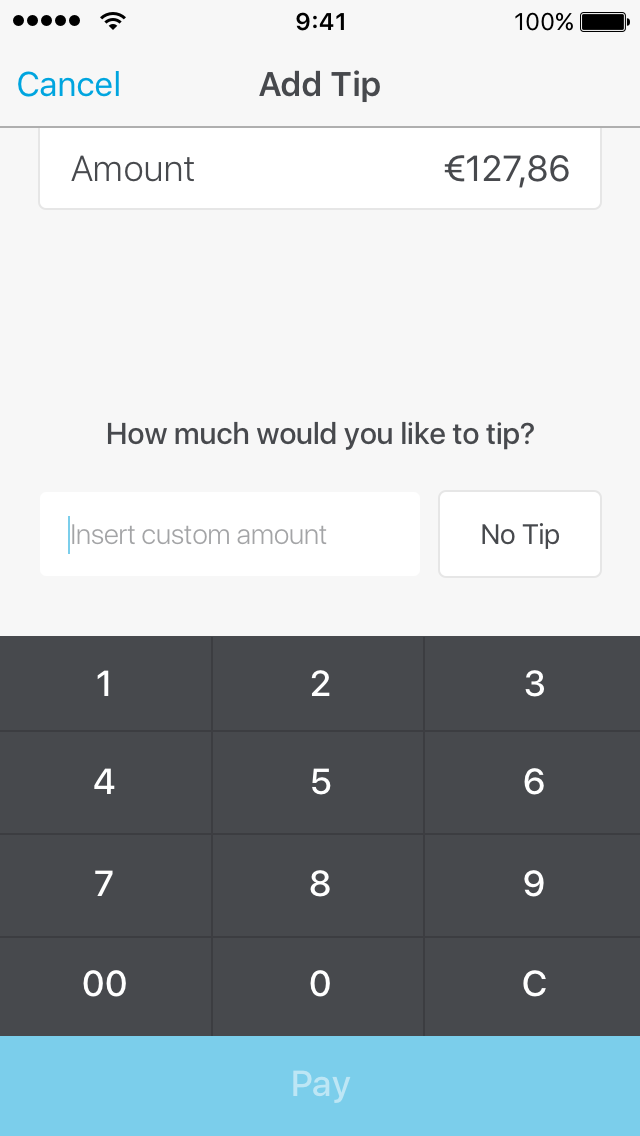 9:41 100%
Cancel Add Tip
Amount €127,86
How much would you like to tip?
Insert custom amount No Tip
1 2 3
4 5 6
7 8 9
00 0 C
Pay